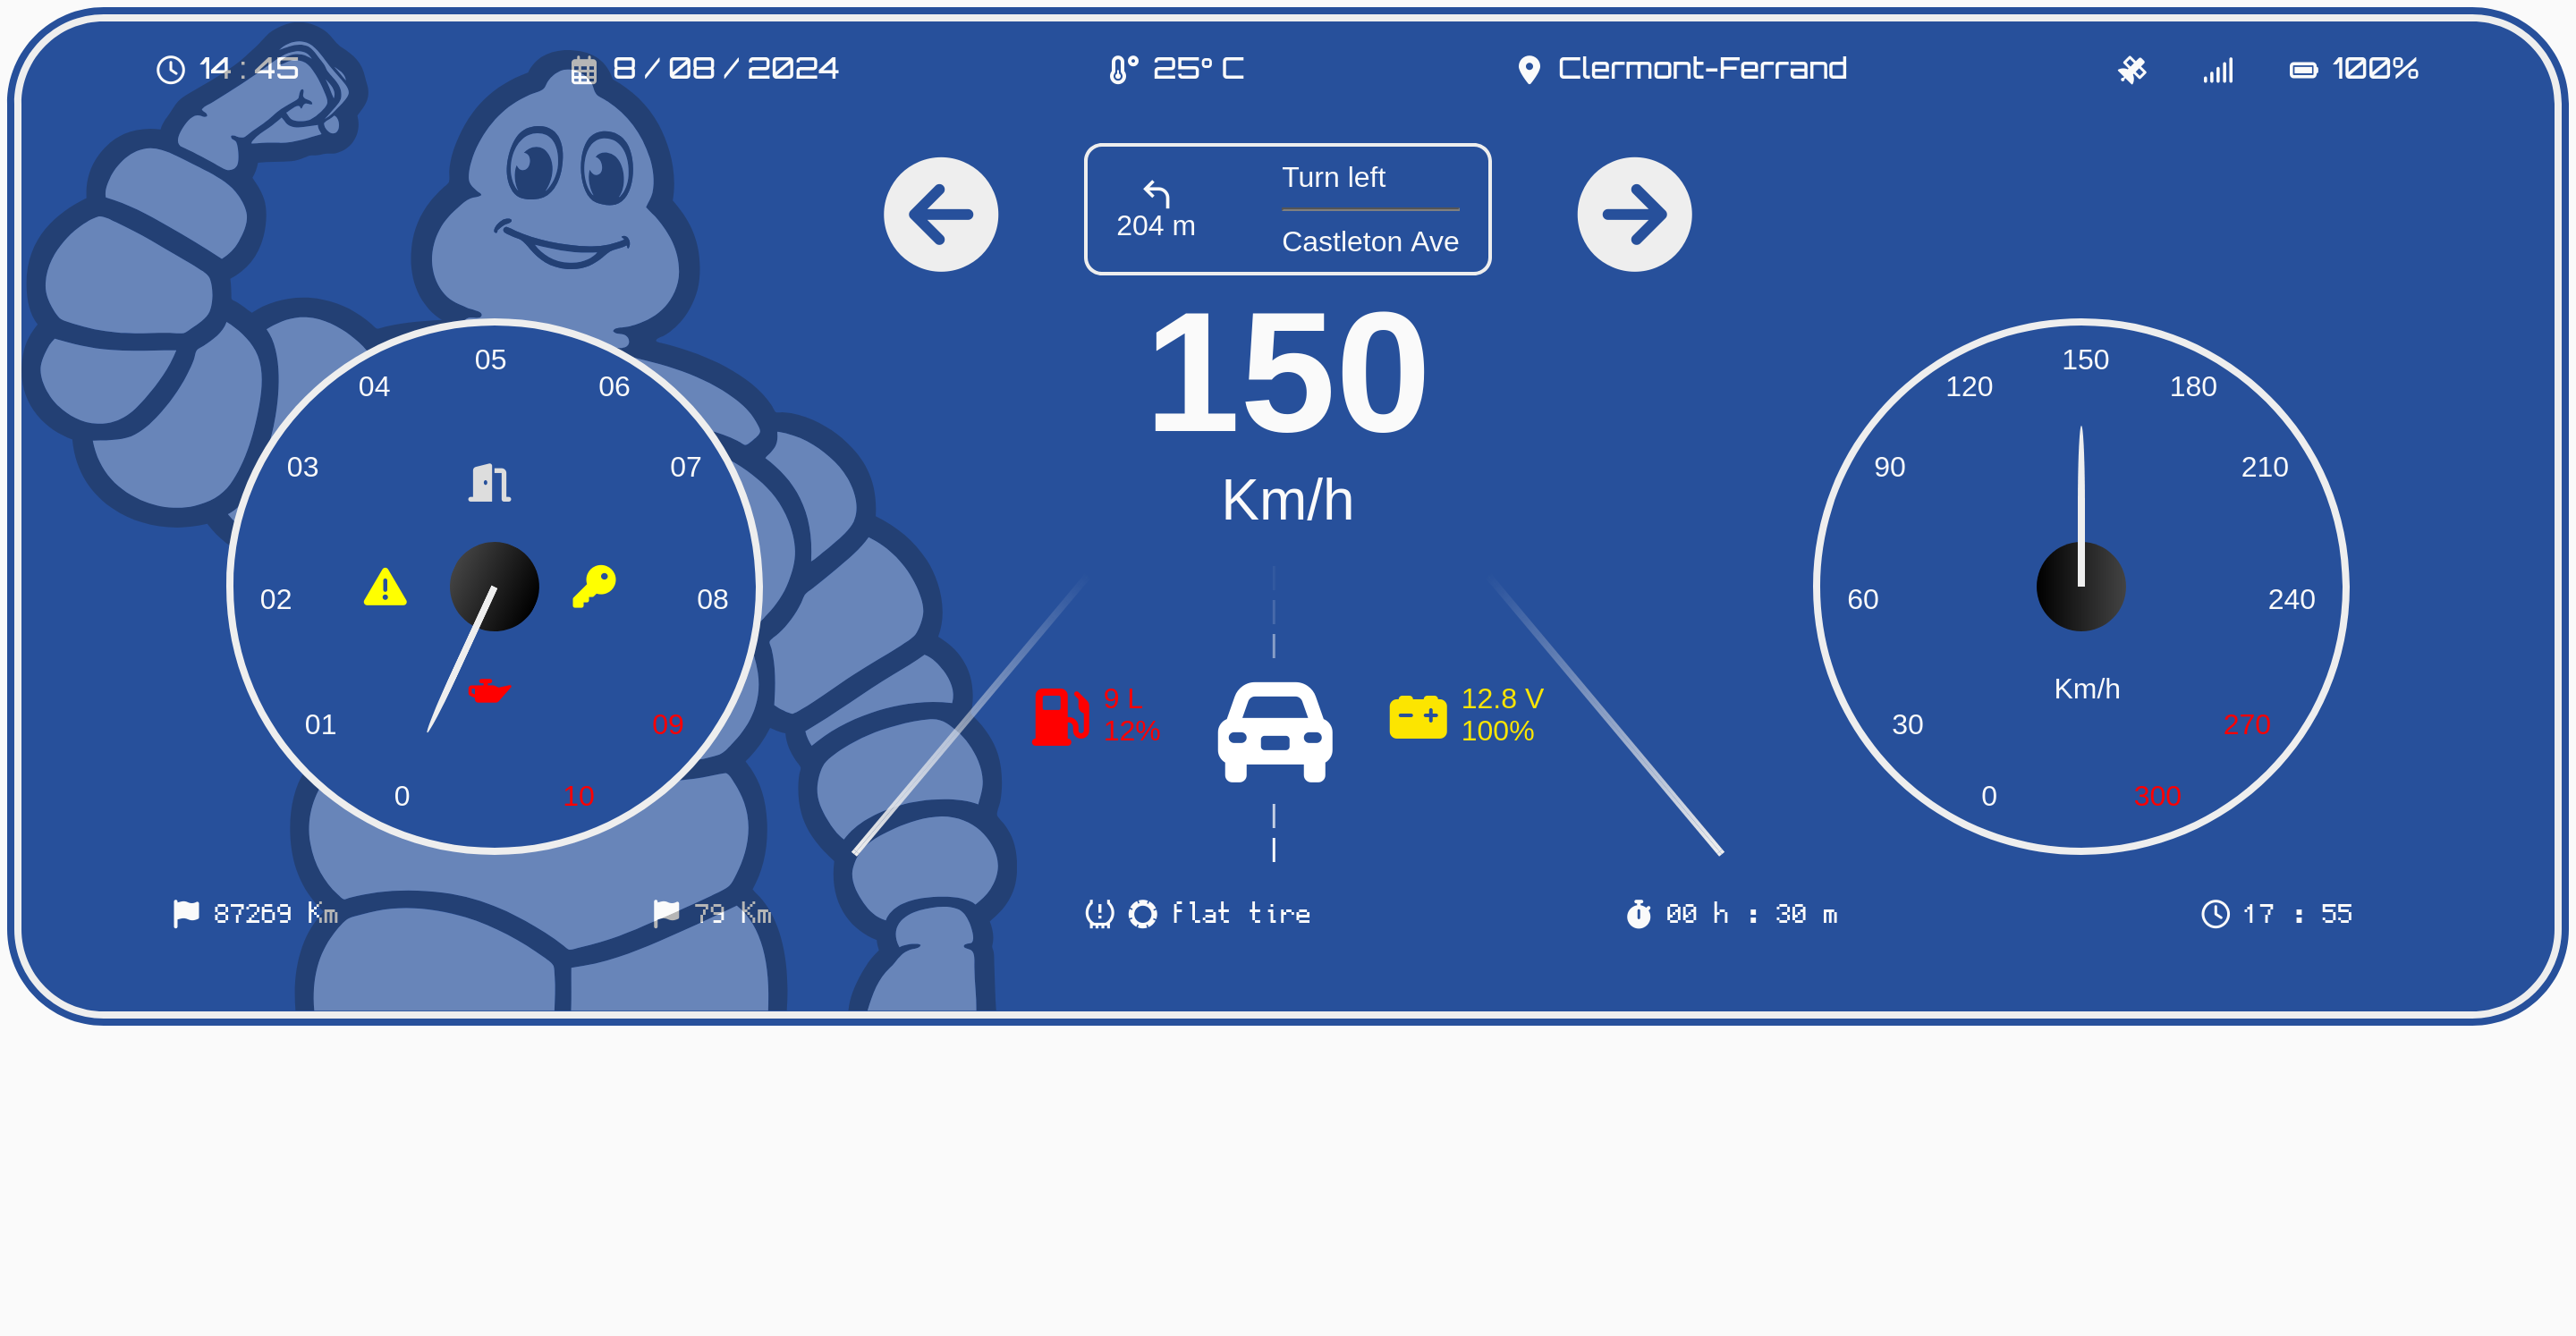 14 : 45
8 / 08 / 2024
25° C
Clermont-Ferrand
100%
204 m
Turn left
Castleton Ave
150
Km/h
0
01
02
03
04
05
06
07
08
09
10
9 L
12%
12.8 V
100%
0
30
60
90
120
150
180
210
240
270
300
Km/h
87269 Km
79 Km
flat tire
00 h : 30 m
17 : 55